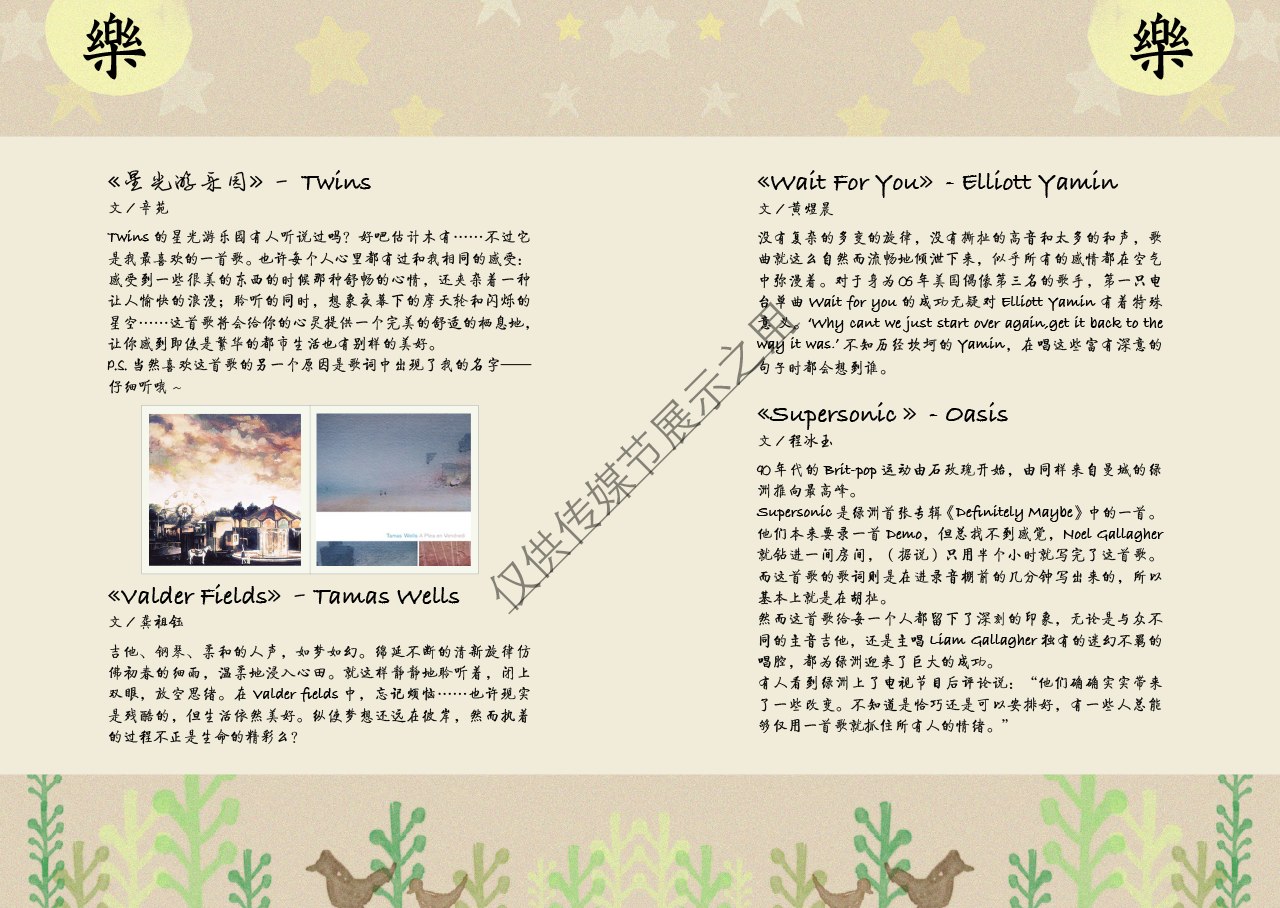 樂
樂
《星光游乐园》 - Twins
文 / 辛苑
Twins 的星光游乐园有人听说过吗？好吧估计木有……不过它
是我最喜欢的一首歌。也许每个人心里都有过和我相同的感受：
感受到一些很美的东西的时候那种舒畅的心情，还夹杂着一种
让人愉快的浪漫；聆听的同时，想象夜幕下的摩天轮和闪烁的
星空……这首歌将会给你的心灵提供一个完美的舒适的栖息地，
让你感到即使是繁华的都市生活也有别样的美好。
P.S. 当然喜欢这首歌的另一个原因是歌词中出现了我的名字——
仔细听哦 ~
Tamas Wells A Plea en Vendredi
《Valder Fields》 - Tamas Wells
文 / 龚祖钰
吉他、钢琴、柔和的人声，如梦如幻。绵延不断的清新旋律仿
佛初春的细雨，温柔地浸入心田。就这样静静地聆听着，闭上
双眼，放空思绪。在 Valder fields 中，忘记烦恼……也许现实
是残酷的，但生活依然美好。纵使梦想还远在彼岸，然而执着
的过程不正是生命的精彩么？
《Wait For You》 - Elliott Yamin
文 / 黄煜晨
没有复杂的多变的旋律，没有撕扯的高音和太多的和声，歌
曲就这么自然而流畅地倾泄下来，似乎所有的感情都在空气
中弥漫着。对于身为 05 年美国偶像第三名的歌手，第一只电
台单曲 Wait for you 的成功无疑对 Elliott Yamin 有着特殊
意义。‘Why cant we just start over again,get it back to the
way it was.’ 不知历经坎坷的 Yamin，在唱这些富有深意的
句子时都会想到谁。
《Supersonic 》 - Oasis
文 / 程冰玉
90 年代的 Brit-pop 运动由石玫瑰开始，由同样来自曼城的绿
洲推向最高峰。
Supersonic 是绿洲首张专辑《Definitely Maybe》中的一首。
他们本来要录一首 Demo，但总找不到感觉，Noel Gallagher
就钻进一间房间，（据说）只用半个小时就写完了这首歌。
而这首歌的歌词则是在进录音棚前的几分钟写出来的，所以
基本上就是在胡扯。
然而这首歌给每一个人都留下了深刻的印象，无论是与众不
同的主音吉他，还是主唱 Liam Gallagher 独有的迷幻不羁的
唱腔，都为绿洲迎来了巨大的成功。
有人看到绿洲上了电视节目后评论说：“他们确确实实带来
了一些改变。不知道是恰巧还是可以安排好，有一些人总能
够仅用一首歌就抓住所有人的情绪。”
仅供传媒节展示之用